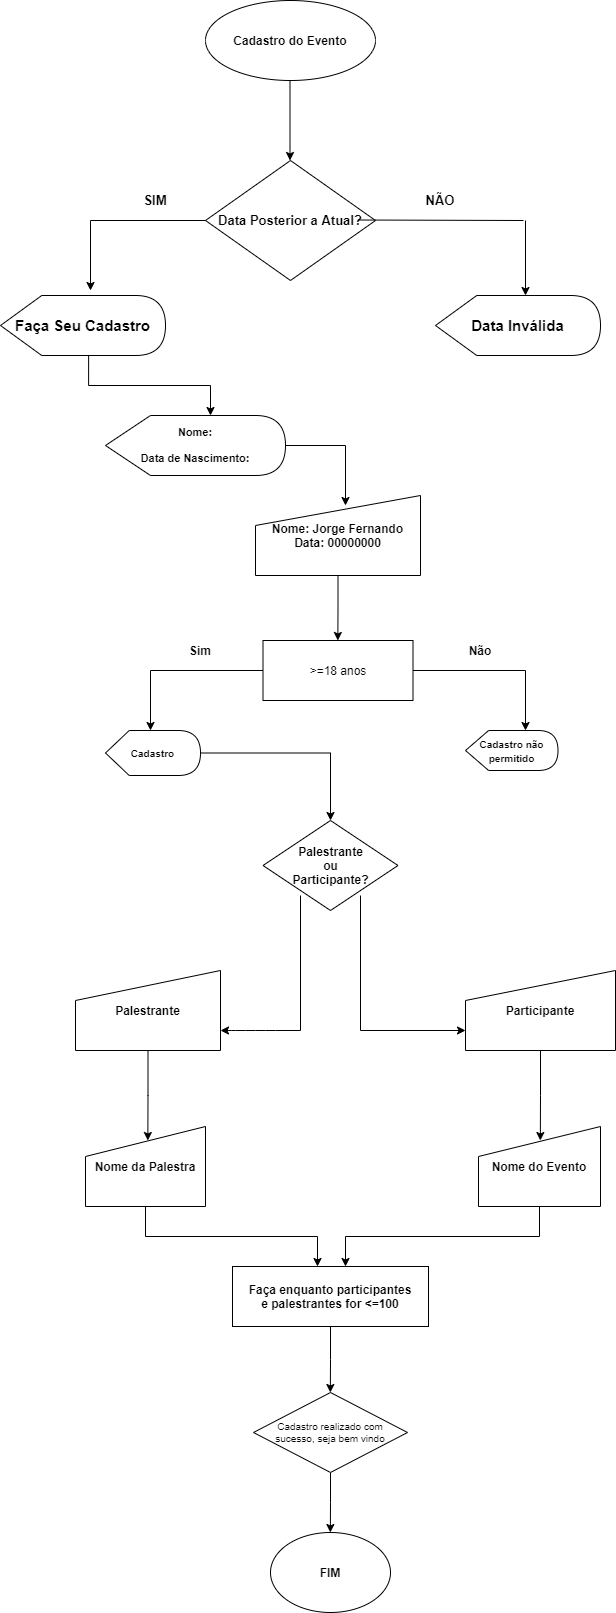 Cadastro do Evento
SIM
NÃO
Data Posterior a Atual?
Faça Seu Cadastro
Data Inválida
Nome:
Data de Nascimento:
Nome: Jorge Fernando
Data: 00000000
Sim
Não
>=18 anos
Cadastro
Cadastro não
permitido
Palestrante
ou
Participante?
Palestrante
Participante
Nome da Palestra
Nome do Evento
Faça enquanto participantes
e palestrantes for <=100
Cadastro realizado com
sucesso, seja bem vindo
FIM